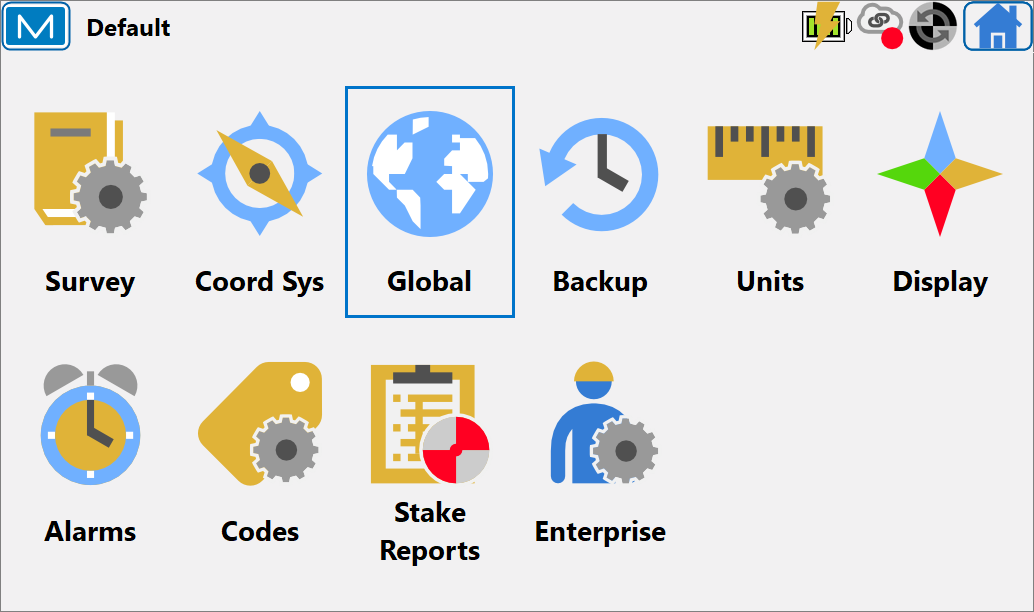 M Default
Survey
Coord Sys
Global
Backup
Units
Display
Alarms
Codes
Stake
Reports
Enterprise